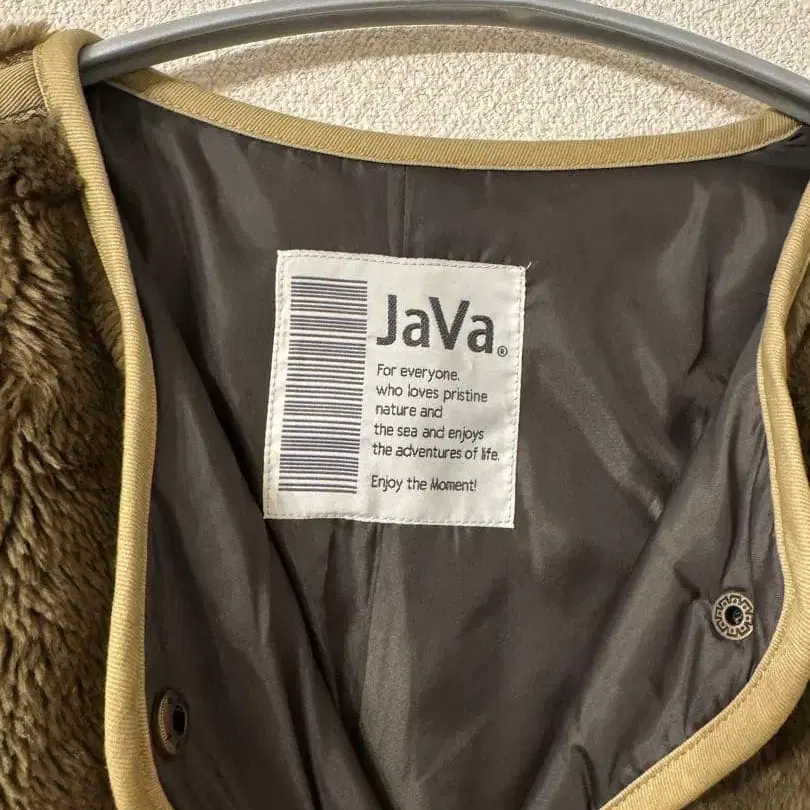 JaVa®
For everyone.
who loves pristine
nature and
the sea and enjoys
the adventures of life.
Enjoy the Moment!